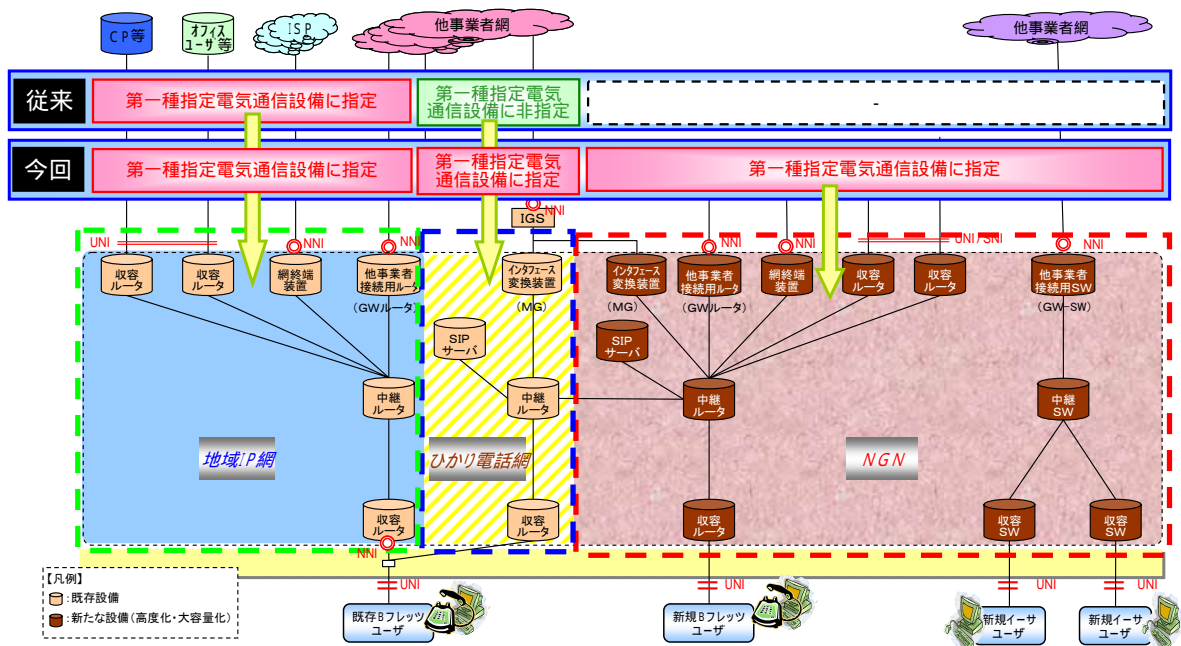 CP等
オフィス
ユーザ等
ISP
他事業者網
他事業者網
従来
第一種指定電気通信設備に指定
第一種指定電気
通信設備に非指定
-
今回
第一種指定電気通信設備に指定
第一種指定電気
通信設備に指定
第一種指定電気通信設備に指定
NNI
IGS
UNI
NNI
NNI
NNI
NNI
UNI/SNI
NNI
収容
ルータ
収容
ルータ
網終端
装置
他事業者
接続用ルータ
(GWルータ)
インタフェース
変換装置
(MG)
インタフェース
変換装置
(MG)
他事業者
接続用ルータ
(GWルータ)
網終端
装置
収容
ルータ
収容
ルータ
他事業者
接続用SW
(GW-SW)
SIP
サーバ
SIP
サーバ
中継
ルータ
中継
ルータ
中継
ルータ
中継
SW
地域IP網
ひかり電話網
NGN
収容
ルータ
収容
ルータ
収容
ルータ
収容
SW
収容
SW
NNI
【凡例】
:既存設備
:新たな設備(高度化・大容量化)
UNI
UNI
UNI
UNI
既存Bフレッツ
ユーザ
新規Bフレッツ
ユーザ
新規イーサ
ユーザ
新規イーサ
ユーザ